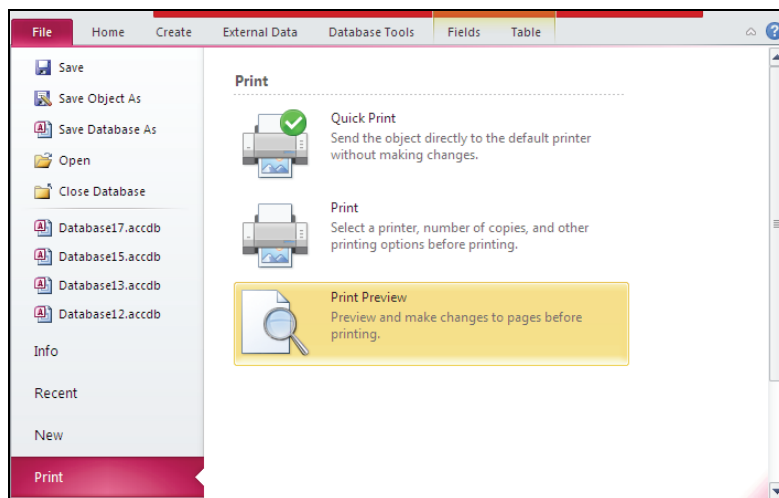 File Home Create External Data Database Tools Fields Table
Save
Save Object As
Save Database As
Open
Close Database
Database17.accdb
Database15.accdb
Database13.accdb
Database12.accdb
Info
Recent
New
Print
Print
Quick Print
Send the object directly to the default printer
without making changes.
Print
Select a printer, number of copies, and other
printing options before printing.
Print Preview
Preview and make changes to pages before
printing.